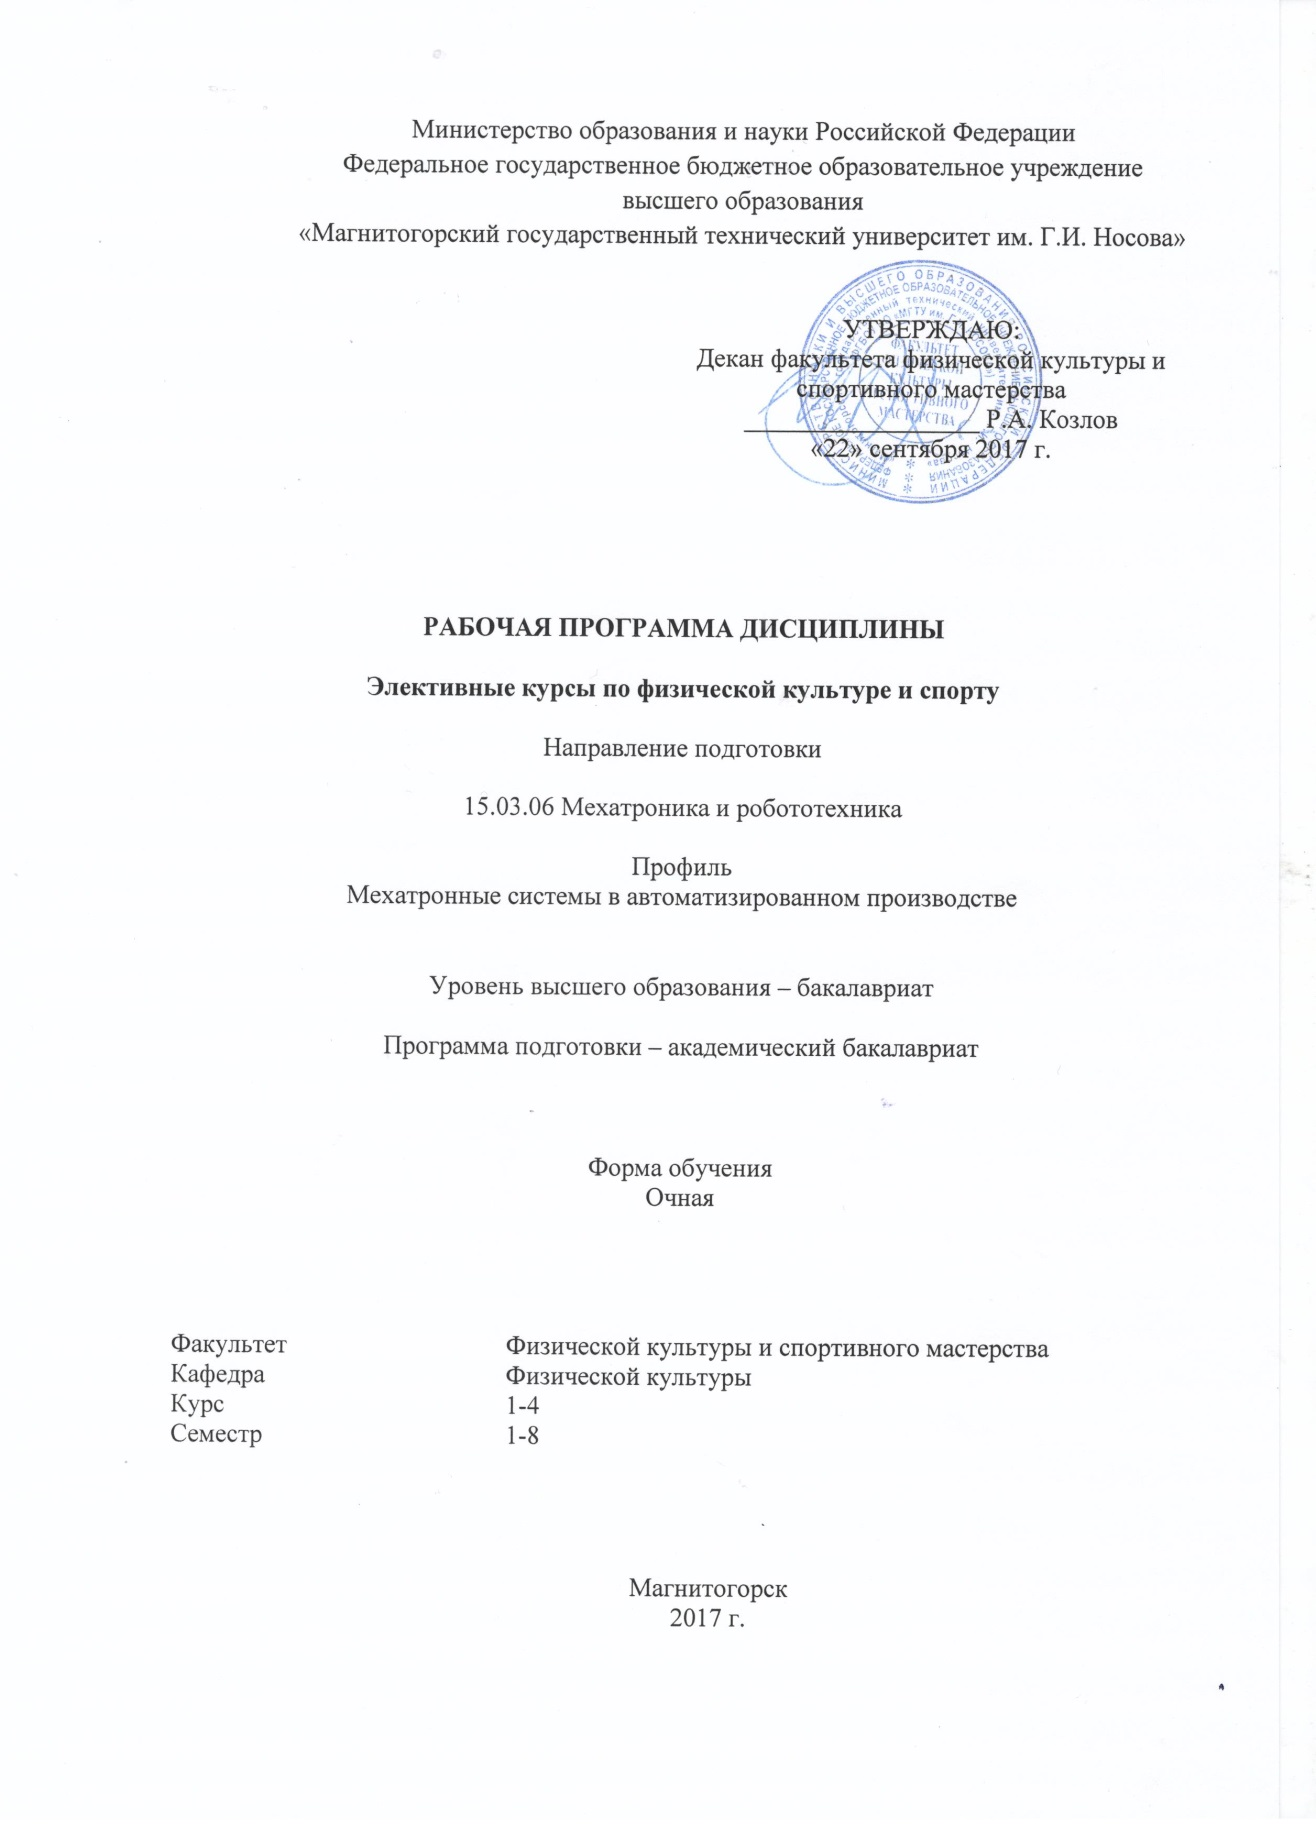 Министерство образования и науки Российской Федерации
Федеральное государственное бюджетное образовательное учреждение
высшего образования
«Магнитогорский государственный технический университет им. Г.И. Носова»
УТВЕРЖДАЮ:
Декан факультета физической культуры и
спортивного мастерства
Р.А. Козлов
«22» сентября 2017 г.
РАБОЧАЯ ПРОГРАММА ДИСЦИПЛИНЫ
Элективные курсы по физической культуре и спорту
Направление подготовки
15.03.06 Мехатроника и робототехника
Профиль
Мехатронные системы в автоматизированном производстве
Уровень высшего образования – бакалавриат
Программа подготовки – академический бакалавриат
Форма обучения
Очная
Факультет Физической культуры и спортивного мастерства
Кафедра Физической культуры
Курс 1-4
Семестр 1-8
Магнитогорск
2017 г.